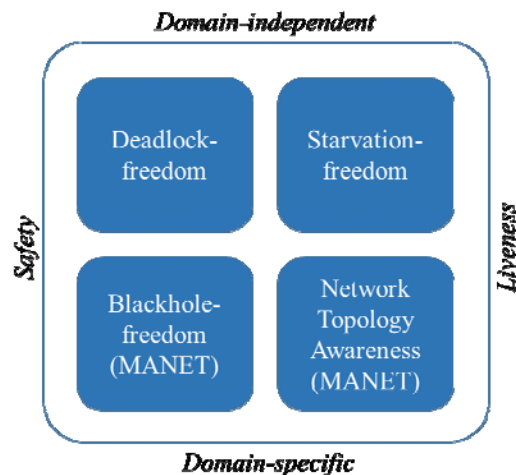 Domain-independent
Deadlock-
freedom
Starvation-
freedom
Safety
Liveness
Blackhole-
freedom
(MANET)
Network
Topology
Awareness
(MANET)
Domain-specific